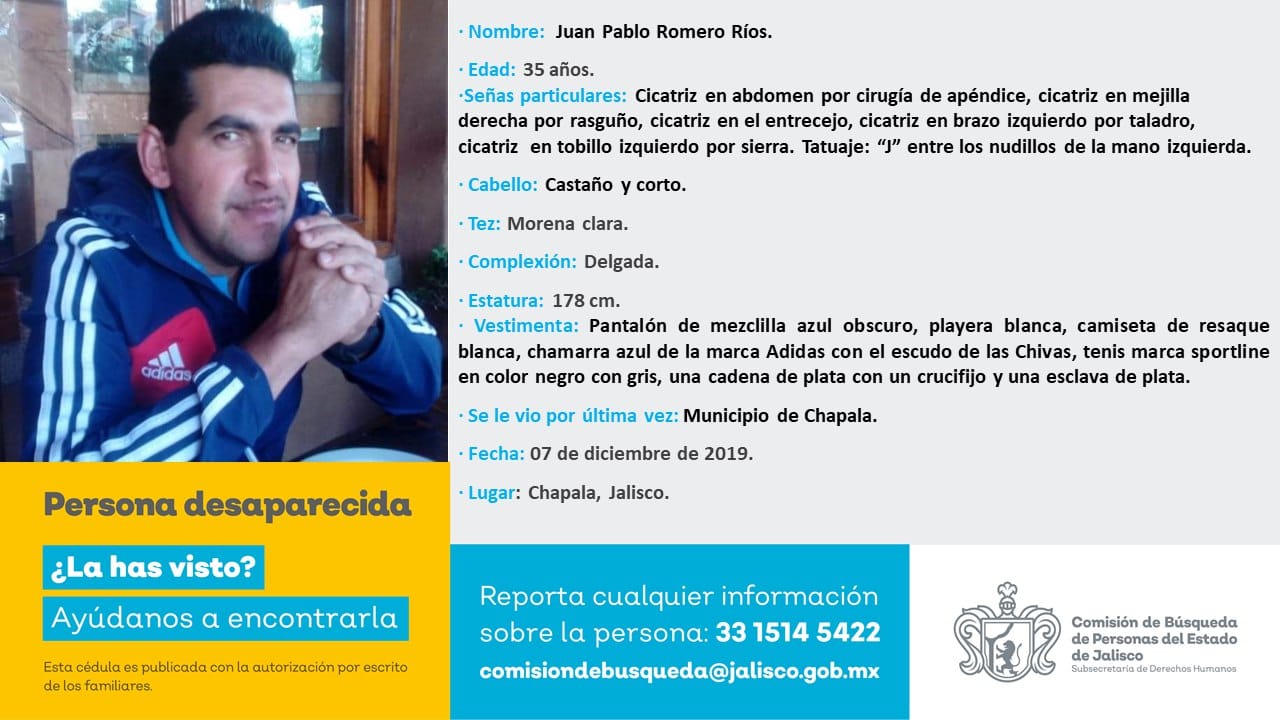 · Nombre: Juan Pablo Romero Ríos.
· Edad: 35 años.
·Señas particulares: Cicatriz en abdomen por cirugía de apéndice, cicatriz en mejilla
derecha por rasguño, cicatriz en el entrecejo, cicatriz en brazo izquierdo por taladro,
cicatriz en tobillo izquierdo por sierra. Tatuaje: “J” entre los nudillos de la mano izquierda.
· Cabello: Castaño y corto.
· Tez: Morena clara.
· Complexión: Delgada.
· Estatura: 178 cm.
· Vestimenta: Pantalón de mezclilla azul obscuro, playera blanca, camiseta de resaque
blanca, chamarra azul de la marca Adidas con el escudo de las Chivas, tenis marca sportline
en color negro con gris, una cadena de plata con un crucifijo y una esclava de plata.
· Se le vio por última vez: Municipio de Chapala.
· Fecha: 07 de diciembre de 2019.
· Lugar: Chapala, Jalisco.
adidas
Persona desaparecida
¿La has visto?
Ayúdanos a encontrarla
Esta cédula es publicada con la autorización por escrito
de los familiares.
Reporta cualquier información
sobre la persona: 33 1514 5422
comisiondebusqueda@jalisco.gob.mx
Comisión de Búsqueda
de Personas del Estado
de Jalisco
Subsecretaría de Derechos Humanos